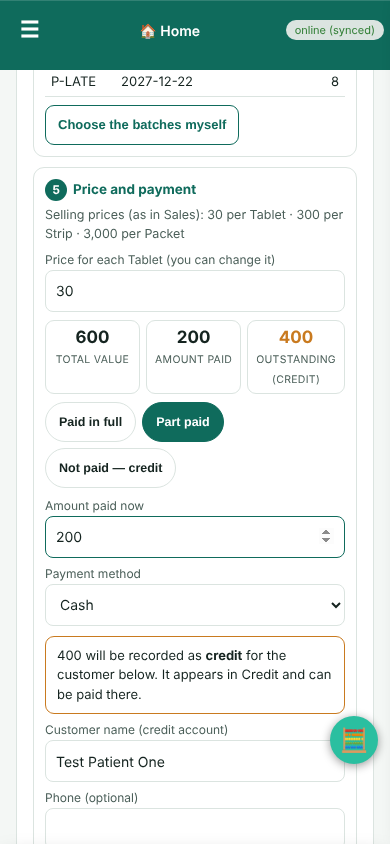 🏠 Home
online (synced)
P-LATE 2027-12-22 8
Choose the batches myself
5 Price and payment
Selling prices (as in Sales): 30 per Tablet · 300 per
Strip · 3,000 per Packet
Price for each Tablet (you can change it)
30
600 200 400
TOTAL VALUE AMOUNT PAID OUTSTANDING
(CREDIT)
Paid in full Part paid
Not paid — credit
Amount paid now
200
Payment method
Cash
400 will be recorded as credit for the
customer below. It appears in Credit and can
be paid there.
Customer name (credit account)
Test Patient One
Phone (optional)